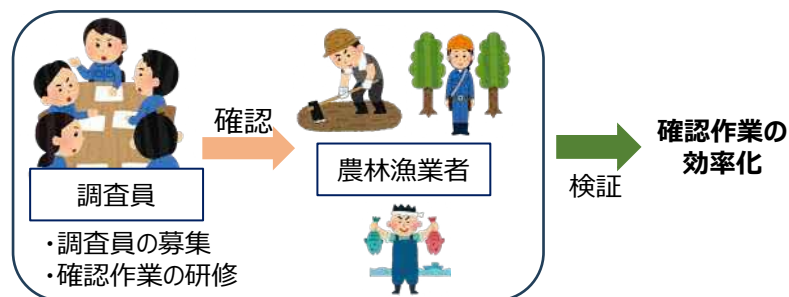 確認
調査員
農林漁業者
・調査員の募集
・確認作業の研修
検証
確認作業の
効率化